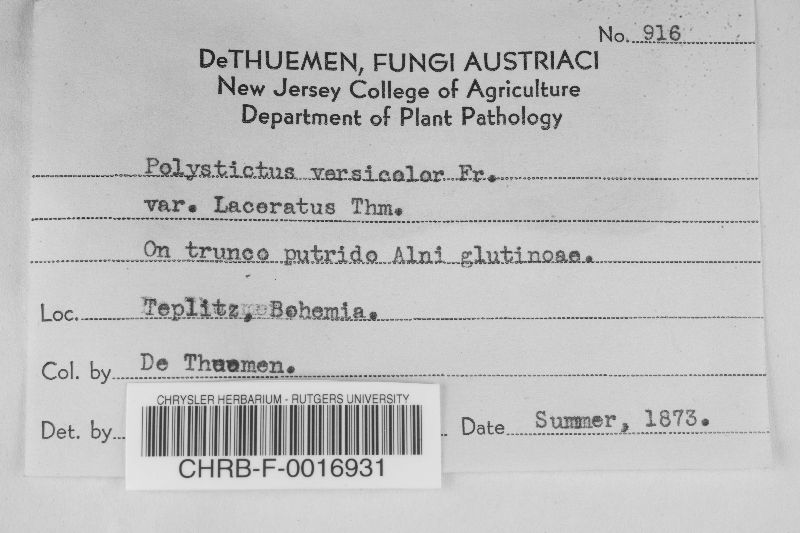 No. 916
DeTHUEMEN, FUNGI AUSTRIACI
New Jersey College of Agriculture
Department of Plant Pathology
Polystictus versicolor Fr.
var. Laceratus Thm.
On trunco putrido Alni glutinoae.
Loc. Teplitz, Bohemia.
Col. by De Thuemen.
CHRYSLER HERBARIUM - RUTGERS UNIVERSITY
Det. by
Date Summer, 1873.
CHRB-F-0016931